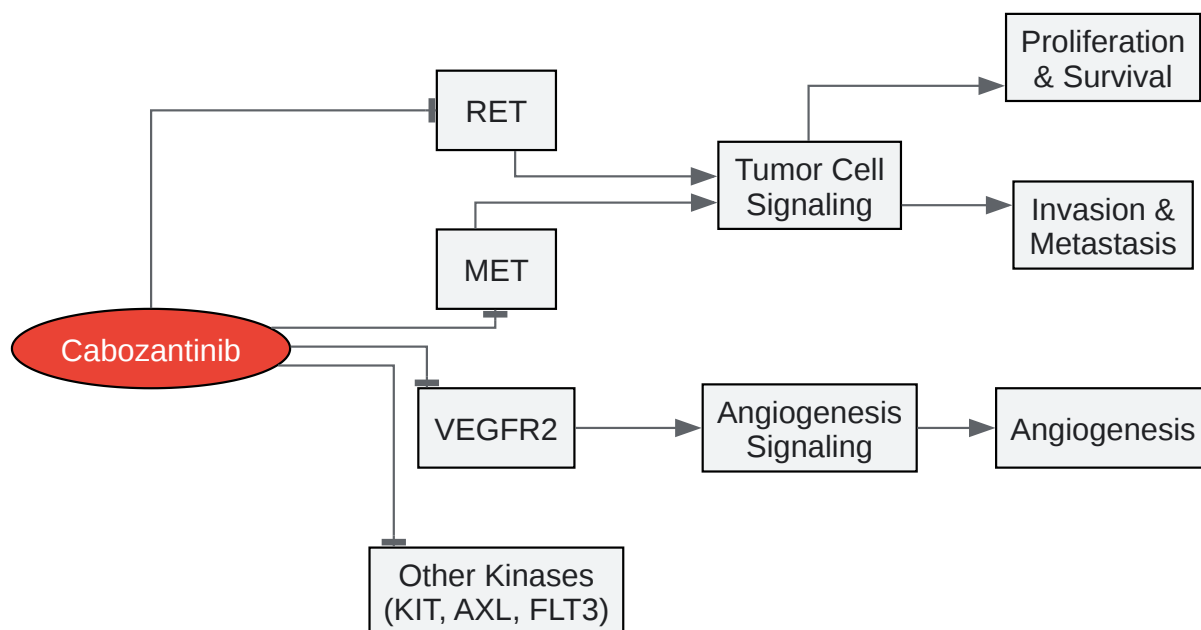 Proliferation
& Survival
RET
Tumor Cell
Signaling
Invasion &
Metastasis
MET
Cabozantinib
VEGFR2
Angiogenesis
Signaling
Angiogenesis
Other Kinases
(KIT, AXL, FLT3)